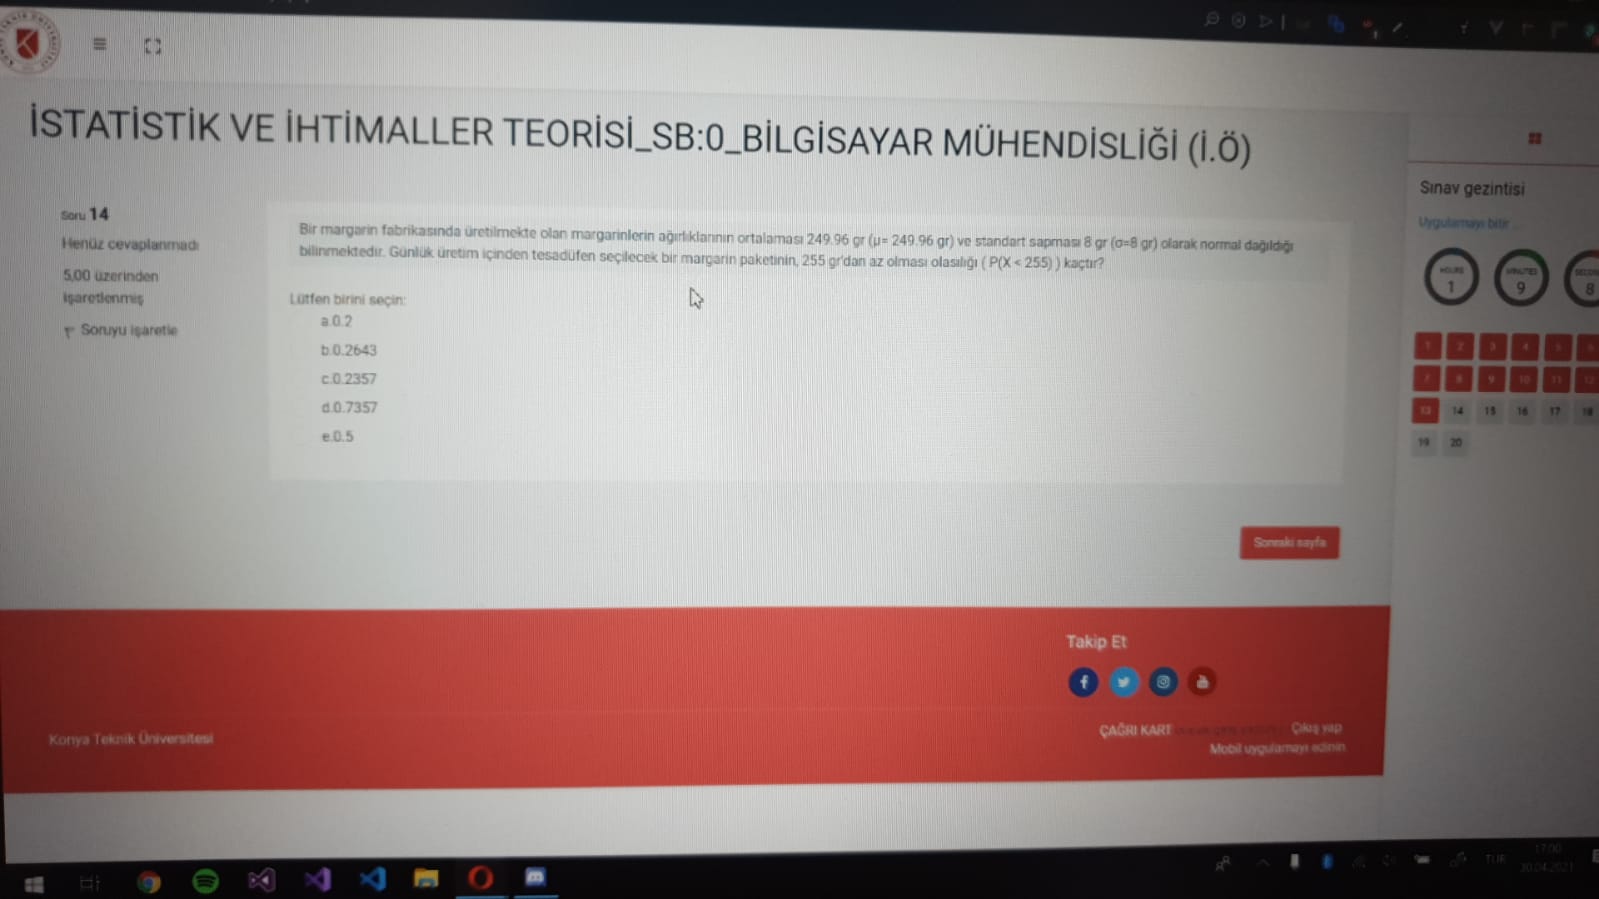 İSTATİSTİK VE İHTİMALLER TEORİSİ_SB:0_BİLGİSAYAR MÜHENDİSLİĞİ (İ.Ö)
Soru 14
Henüz cevaplanmadı
5,00 üzerinden
işaretlenmiş
Soruyu işaretle
Bir margarin fabrikasında üretilmekte olan margarinlerin ağırlıklarının ortalaması 249.96 gr (μ= 249.96 gr) ve standart sapması 8 gr (σ=8 gr) olarak normal dağıldığı
bilinmektedir. Günlük üretim içinden tesadüfen seçilecek bir margarin paketinin, 255 gr'dan az olması olasılığı ( P(X < 255) ) kaçtır?
Lütfen birini seçin:
a.0.2
b.0.2643
c.0.2357
d.0.7357
e.0.5
Sonraki sayfa
Sınav gezintisi
Uygulamayı bitir
HOURS
1
MINUTES
9
8
1 2 3 4 5 6
7 8 9 10 11 12
13 14 15 16 17 18
19 20
Takip Et
Konya Teknik Üniversitesi
ÇAĞRI KART
Çıkış yap
Mobil uygulamayı edinin
TUR
17:00
30.04.2021